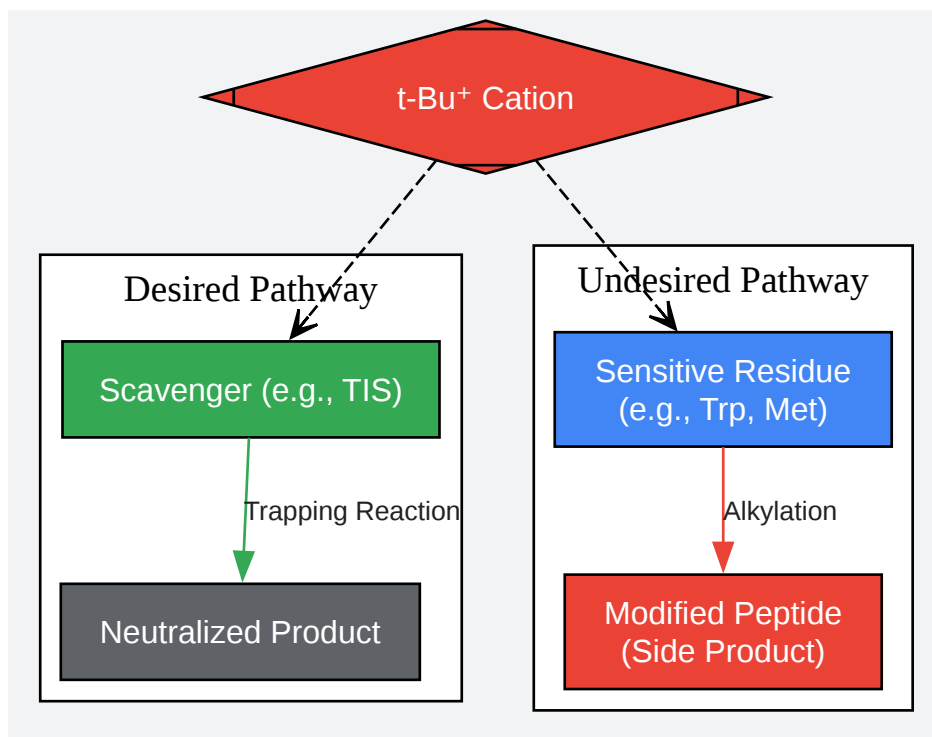 t-Bu⁺ Cation
Desired Pathway
Scavenger (e.g., TIS)
Trapping Reaction
Neutralized Product
Undesired Pathway
Sensitive Residue
(e.g., Trp, Met)
Alkylation
Modified Peptide
(Side Product)